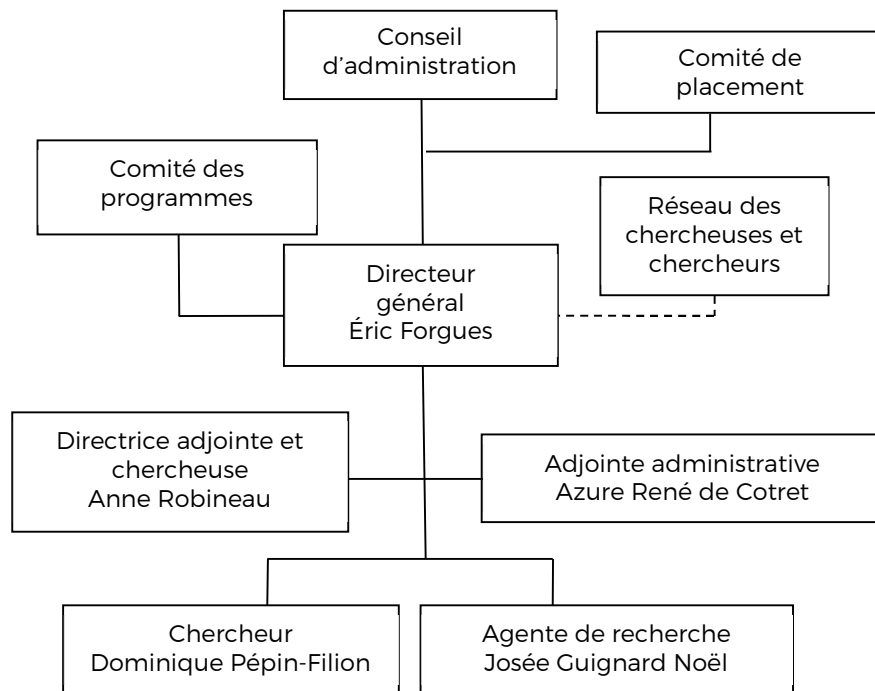 Conseil
d'administration
Comité de
placement
Comité des
programmes
Réseau des
chercheuses et
chercheurs
Directeur
général
Éric Forgues
Directrice adjointe et
chercheuse
Anne Robineau
Adjointe administrative
Azure René de Cotret
Chercheur
Dominique Pépin-Filion
Agente de recherche
Josée Guignard Noël